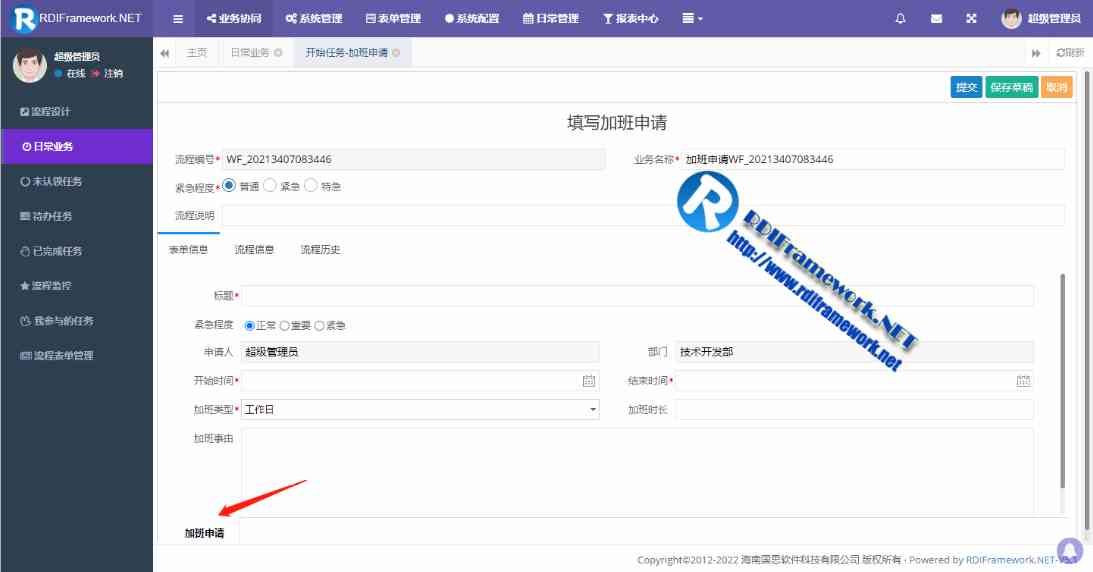 RDIFramework.NET
业务协同 系统管理 表单管理 系统配置 日常管理 报表中心
超级管理员
超级管理员
在线 注销
主页 日常业务 开始任务-加班申请 刷新
流程设计
日常业务
未认领任务
待办任务
已完成任务
流程监控
我参与的任务
流程表单管理
提交 保存草稿 取消
填写加班申请
流程编号* WF_20213407083446 业务名称* 加班申请WF_20213407083446
紧急程度* 普通 紧急 特急
流程说明
表单信息 流程信息 流程历史
RDIFramework.NET
http://www.rdiframework.net
标题*
紧急程度 正常 重要 紧急
申请人 超级管理员 部门 技术开发部
开始时间* 结束时间*
加班类型* 工作日 加班时长
加班事由
加班申请
Copyright©2012-2022 海南国思软件科技有限公司 版权所有 · Powered by RDIFramework.NET